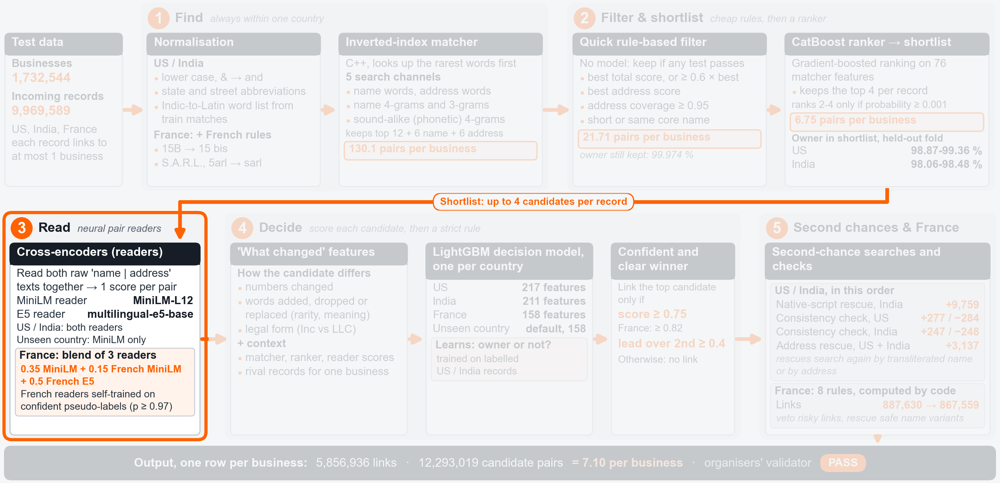 1 Find always within one country
2 Filter & shortlist cheap rules, then a ranker
Test data
Businesses
1,732,544
Incoming records
9,969,589
US, India, France
each record links to
at most 1 business
Normalisation
US / India
• lower case, & → and
• state and street abbreviations
• Indic-to-Latin word list from
train matches
France: + French rules
• 15B → 15 bis
• S.A.R.L., 5arl → sarl
Inverted-index matcher
C++, looks up the rarest words first
5 search channels
• name words, address words
• name 4-grams and 3-grams
• sound-alike (phonetic) 4-grams
keeps top 12 + 6 name + 6 address
130.1 pairs per business
Quick rule-based filter
No model: keep if any test passes
• best total score, or ≥ 0.6 × best
• best address score
• address coverage ≥ 0.95
• short or same core name
21.71 pairs per business
owner still kept: 99.974 %
CatBoost ranker → shortlist
Gradient-boosted ranking on 76
matcher features
• keeps the top 4 per record
ranks 2-4 only if probability ≥ 0.001
6.75 pairs per business
Owner in shortlist, held-out fold
US 98.87-99.36 %
India 98.06-98.48 %
Shortlist: up to 4 candidates per record
3 Read neural pair readers
Cross-encoders (readers)
Read both raw 'name | address'
texts together → 1 score per pair
MiniLM reader MiniLM-L12
E5 reader multilingual-e5-base
US / India: both readers
Unseen country: MiniLM only
France: blend of 3 readers
0.35 MiniLM + 0.15 French MiniLM
+ 0.5 French E5
French readers self-trained on
confident pseudo-labels (p ≥ 0.97)
4 Decide score each candidate, then a strict rule
'What changed' features
How the candidate differs
• numbers changed
• words added, dropped or
replaced (rarity, meaning)
• legal form (Inc vs LLC)
+ context
• matcher, ranker, reader scores
• rival records for one business
LightGBM decision model,
one per country
US 217 features
India 211 features
France 158 features
Unseen country default, 158
Learns: owner or not?
trained on labelled
US / India records
Confident and
clear winner
Link the top candidate
only if
score ≥ 0.75
France: ≥ 0.82
lead over 2nd ≥ 0.4
Otherwise: no link
5 Second chances & France
Second-chance searches and
checks
US / India, in this order
Native-script rescue, India +9,759
Consistency check, US +277 / −284
Consistency check, India +247 / −248
Address rescue, US + India +3,137
rescues search again by transliterated name
or by address
France: 8 rules, computed by code
Links 887,630 → 867,559
veto risky links, rescue safe name variants
Output, one row per business: 5,856,936 links · 12,293,019 candidate pairs = 7.10 per business · organisers' validator PASS